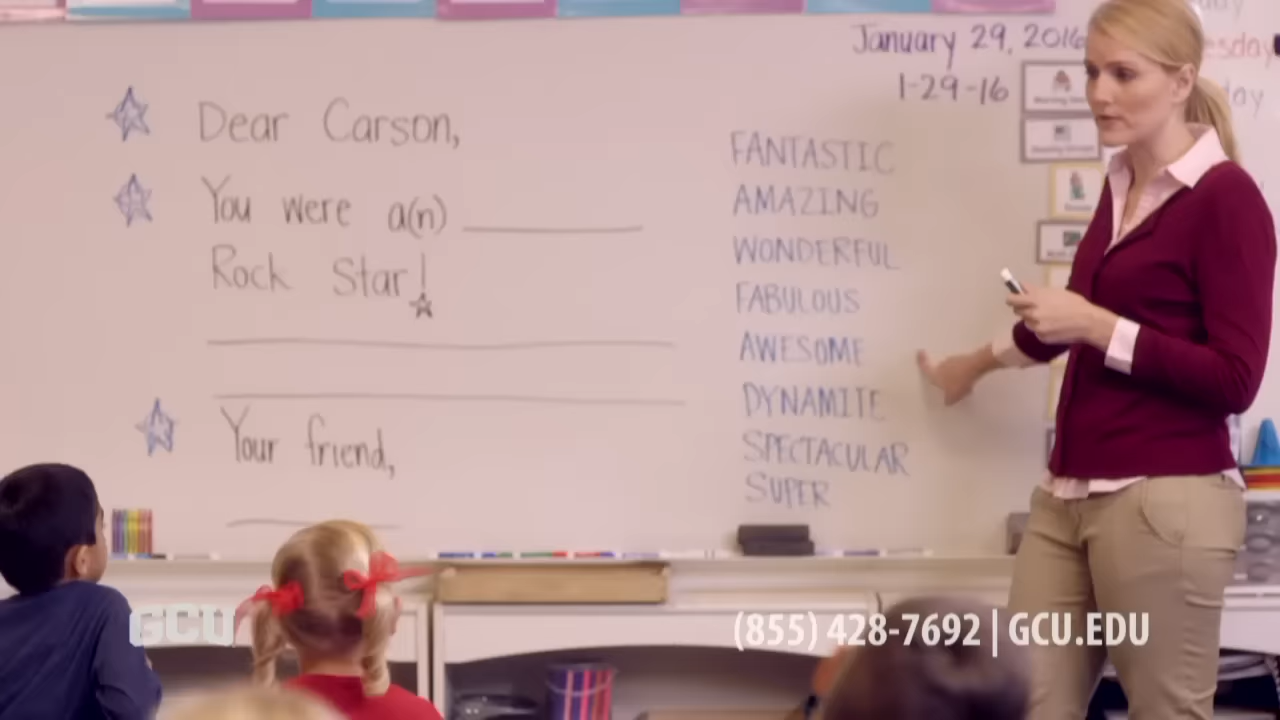 January 29, 2016
1-29-16
Dear Carson,
You were a(n)
Rock Star!
Your friend,
FANTASTIC
AMAZING
WONDERFUL
FABULOUS
AWESOME
DYNAMITE
SPECTACULAR
SUPER
GCU
(855) 428-7692 | GCU.EDU